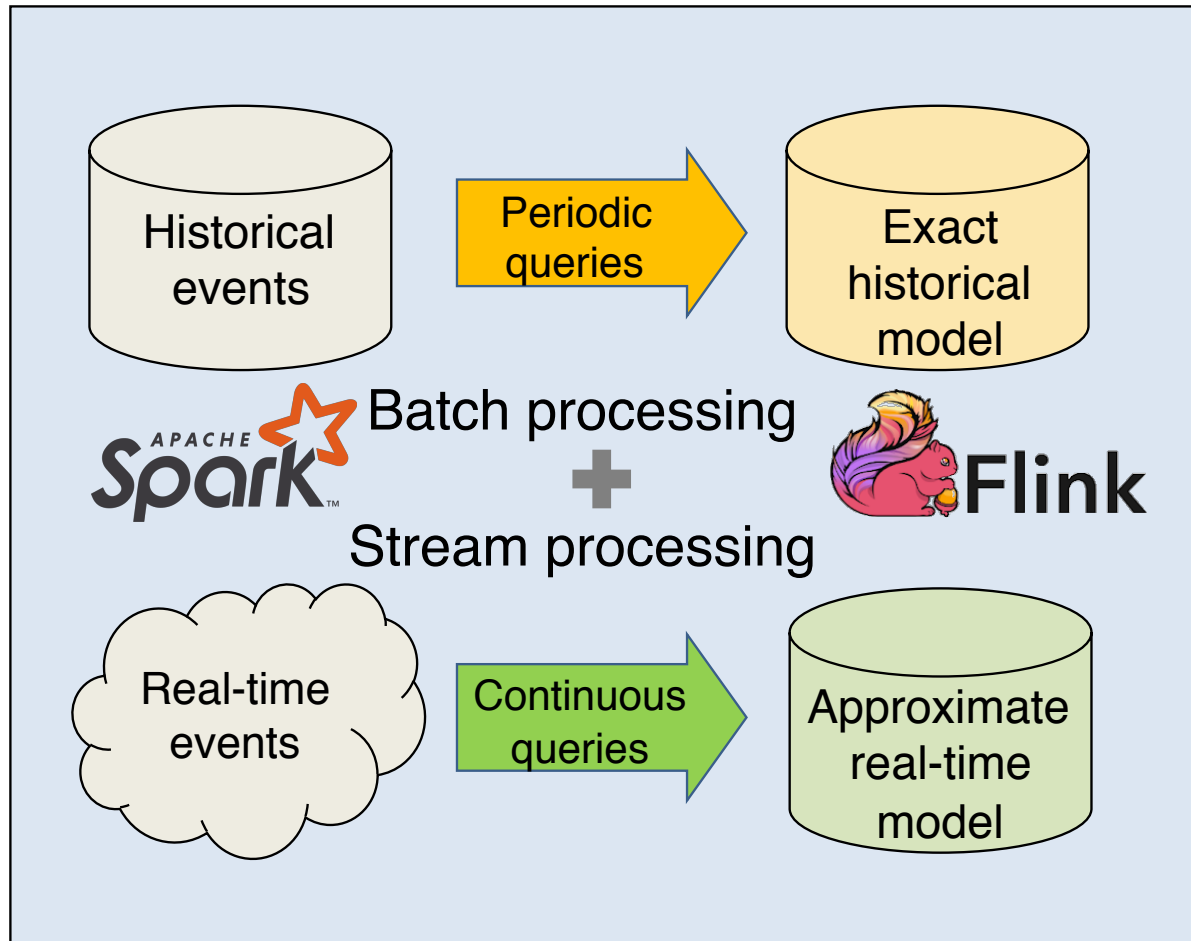 Historical
events
Periodic
queries
Exact
historical
model
APACHE
Spark™
Batch processing
Flink
Stream processing
Real-time
events
Continuous
queries
Approximate
real-time
model